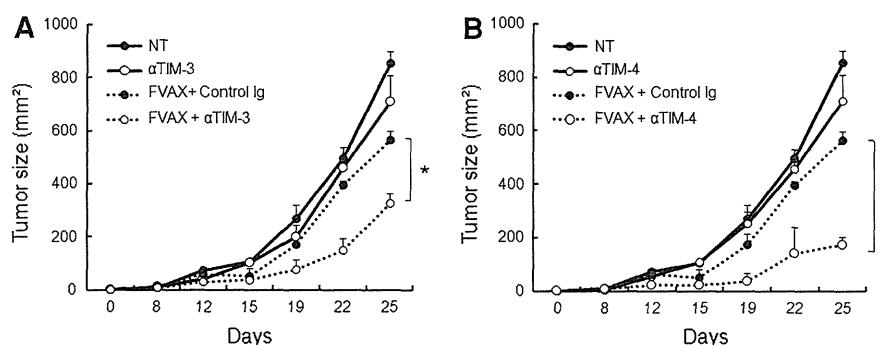 A
Tumor size (mm²)
1000
800
600
400
200
0
NT
αTIM-3
FVAX+ Control Ig
FVAX + αTIM-3
*
0 8 12 15 19 22 25
Days
B
Tumor size (mm²)
1000
800
600
400
200
0
NT
αTIM-4
FVAX + Control Ig
FVAX + αTIM-4
0 8 12 15 19 22 25
Days